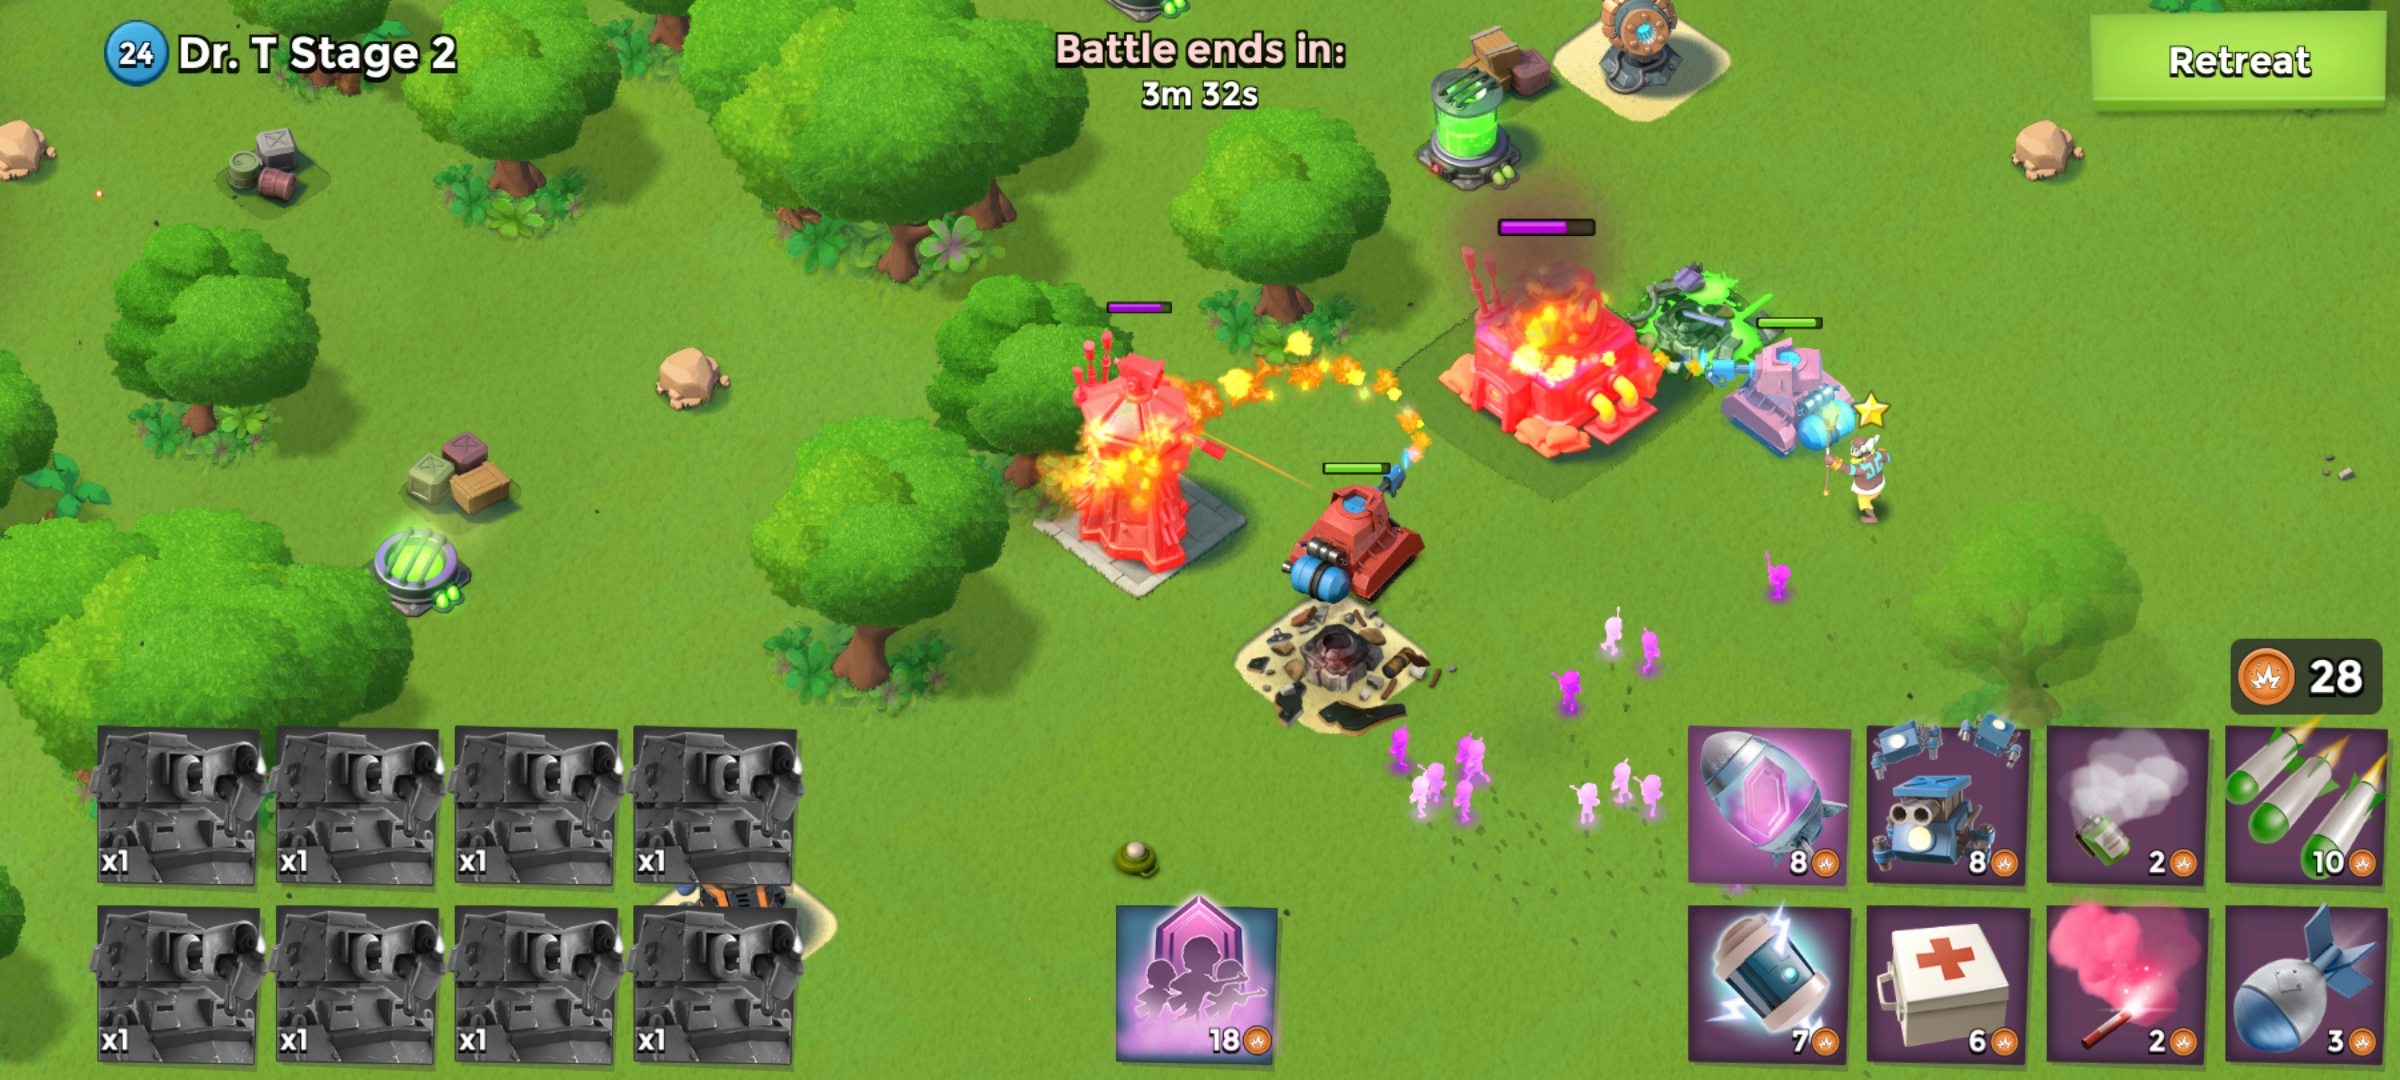 24 Dr. T Stage 2
Battle ends in:
3m 32s
Retreat
28
x1 x1 x1 x1
8 8 2 10
x1 x1 x1 x1
18
7 6 2 3